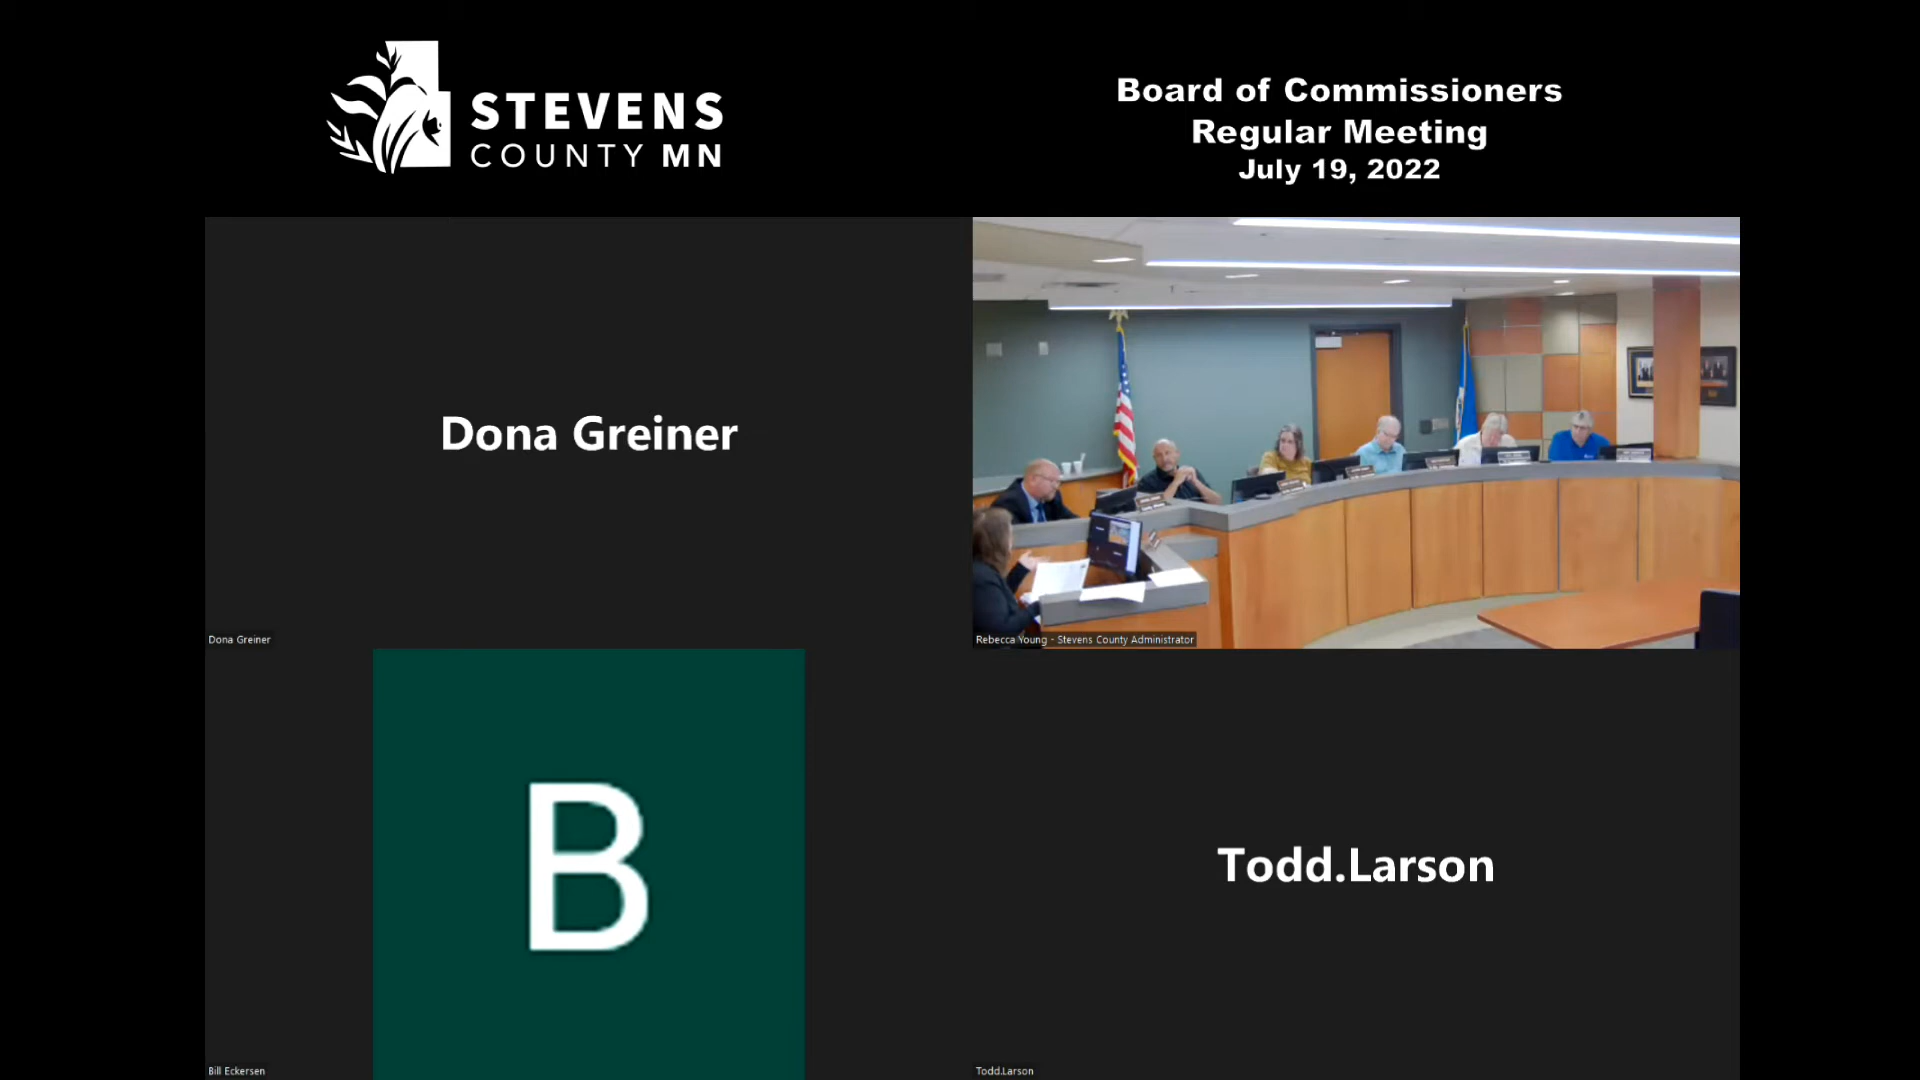 STEVENS
COUNTY MN
Board of Commissioners
Regular Meeting
July 19, 2022
Dona Greiner
Dona Greiner
Rebecca Young - Stevens County Administrator
B
Bill Eckersen
Todd.Larson
Todd.Larson